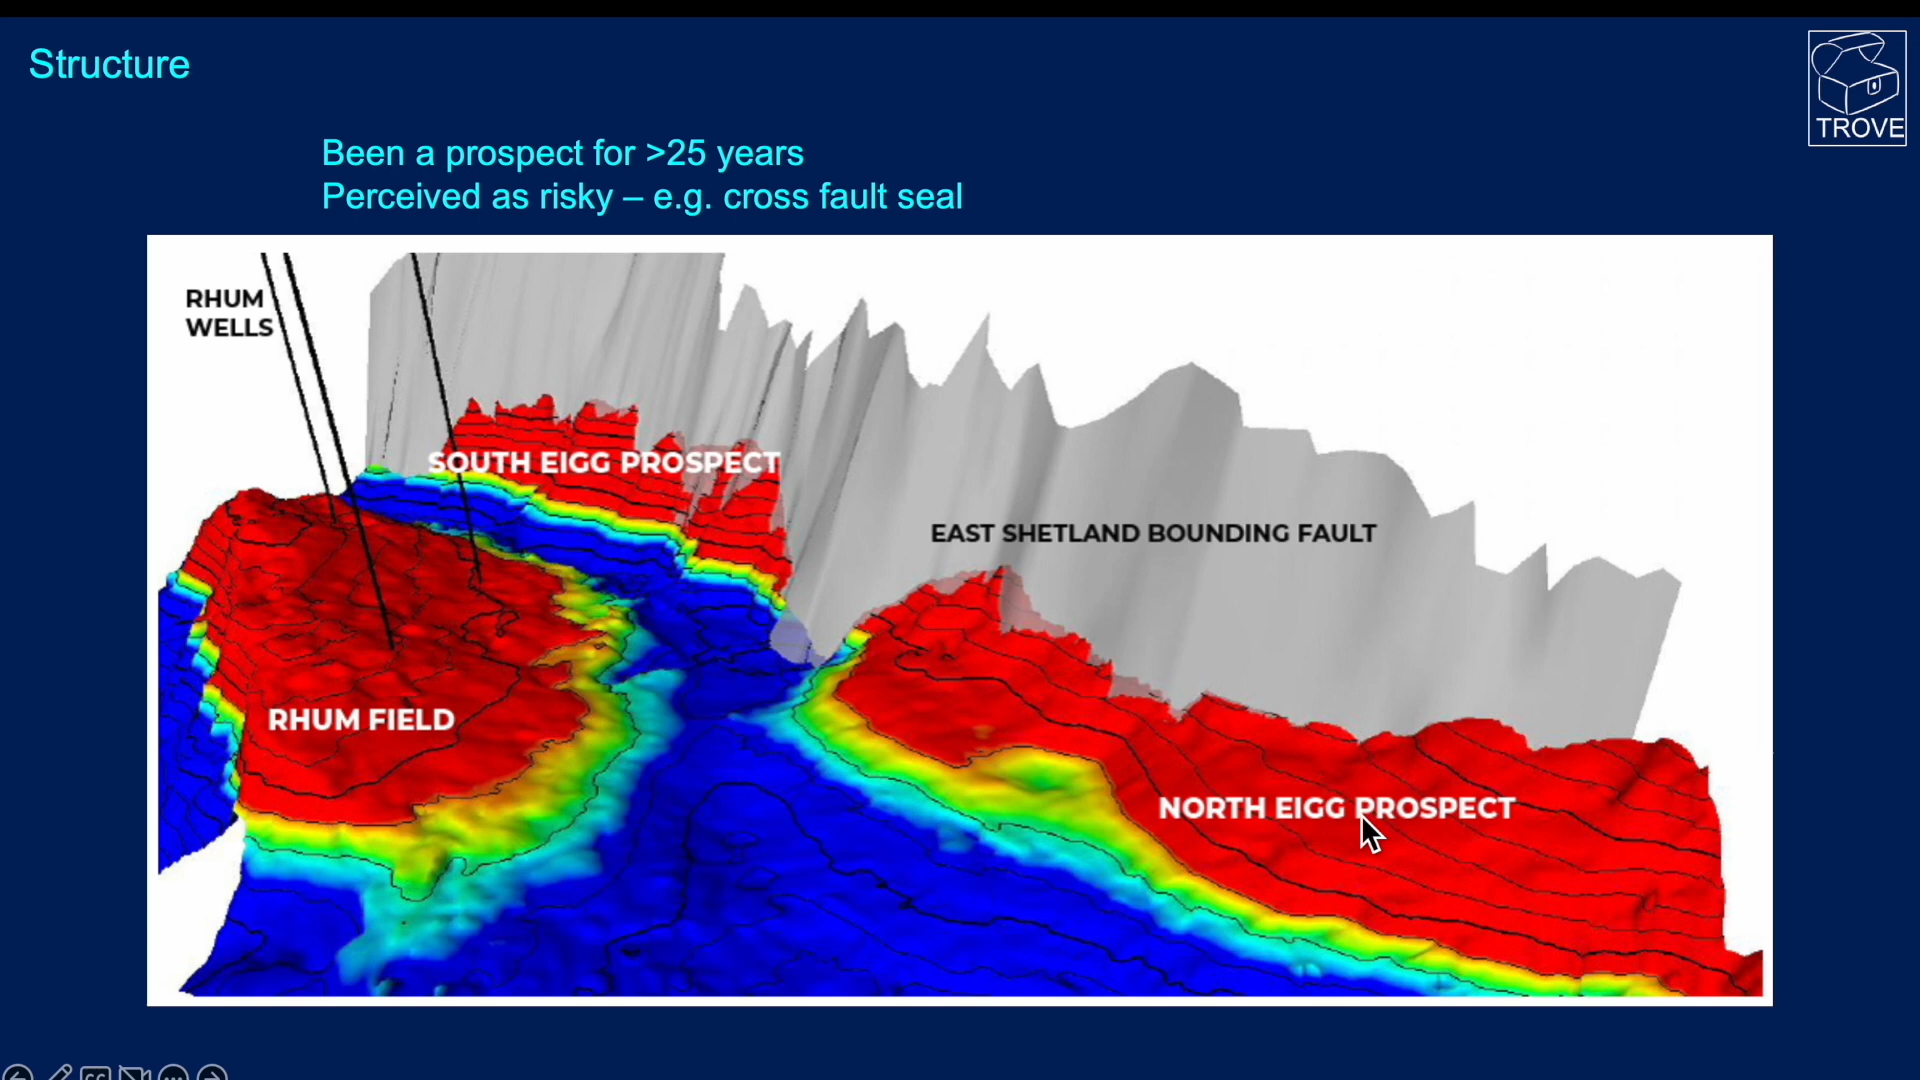 Structure
TROVE
Been a prospect for >25 years
Perceived as risky – e.g. cross fault seal
RHUM
WELLS
SOUTH EIGG PROSPECT
EAST SHETLAND BOUNDING FAULT
RHUM FIELD
NORTH EIGG PROSPECT